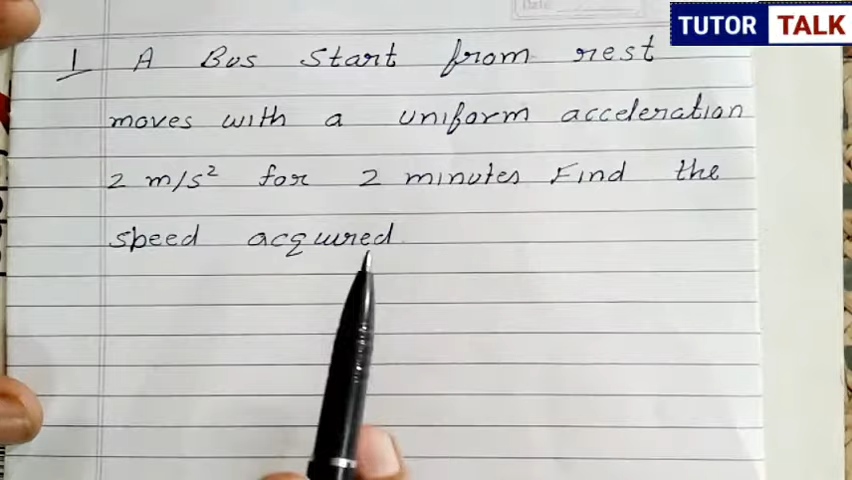 Date
TUTOR TALK
1 A Bus Start from rest
moves with a uniform acceleration
2 m/s² for 2 minutes Find the
speed acqured